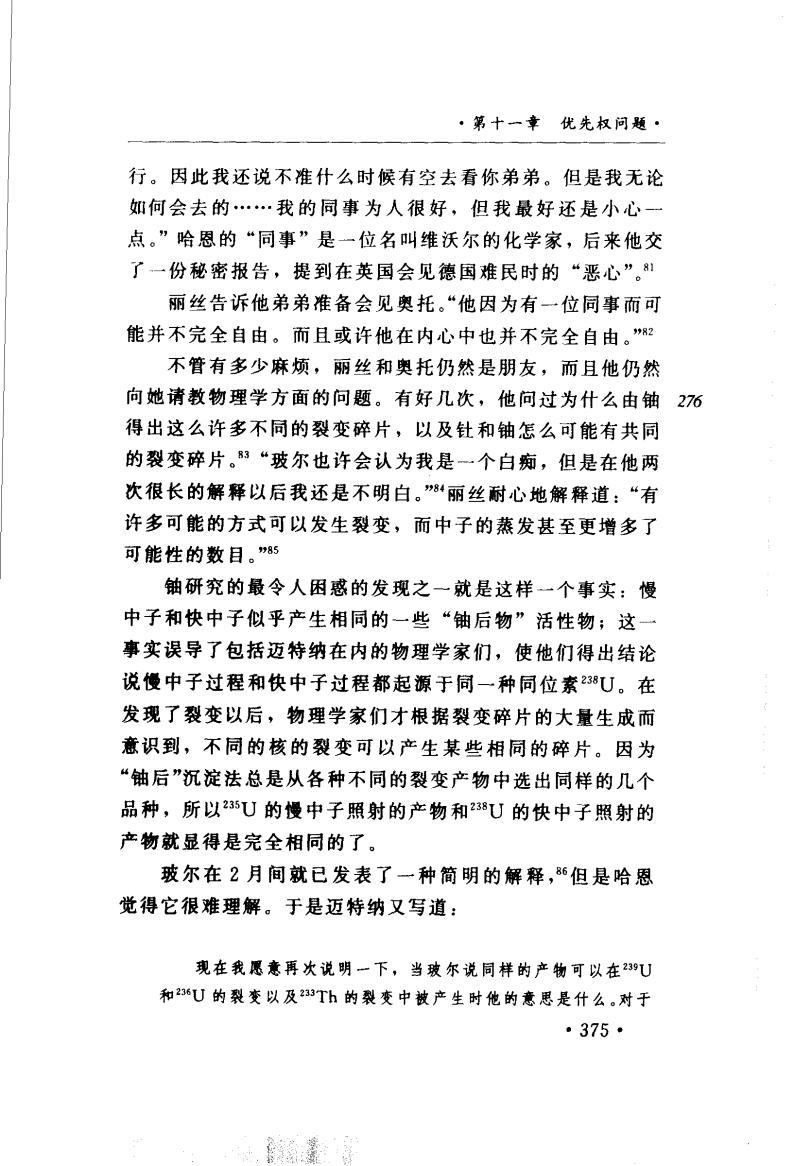 ·第十一章 优先权问题·
行。因此我还说不准什么时候有空去看你弟弟。但是我无论
如何会去的……我的同事为人很好，但我最好还是小心一
点。”哈恩的“同事”是一位名叫维沃尔的化学家，后来他交
了一份秘密报告，提到在英国会见德国难民时的“恶心”。81
丽丝告诉他弟弟准备会见奥托。“他因为有一位同事而可
能并不完全自由。而且或许他在内心中也并不完全自由。”82
不管有多少麻烦，丽丝和奥托仍然是朋友，而且他仍然
向她请教物理学方面的问题。有好几次，他问过为什么由铀 276
得出这么许多不同的裂变碎片，以及钍和铀怎么可能有共同
的裂变碎片。83“玻尔也许会认为我是一个白痴，但是在他两
次很长的解释以后我还是不明白。”84丽丝耐心地解释道：“有
许多可能的方式可以发生裂变，而中子的蒸发甚至更增多了
可能性的数目。”85
铀研究的最令人困惑的发现之一就是这样一个事实：慢
中子和快中子似乎产生相同的一些“铀后物”活性物；这一
事实误导了包括迈特纳在内的物理学家们，使他们得出结论
说慢中子过程和快中子过程都起源于同一种同位素²³⁸U。在
发现了裂变以后，物理学家们才根据裂变碎片的大量生成而
意识到，不同的核的裂变可以产生某些相同的碎片。因为
“铀后”沉淀法总是从各种不同的裂变产物中选出同样的几个
品种，所以²³⁵U 的慢中子照射的产物和²³⁸U 的快中子照射的
产物就显得是完全相同的了。
玻尔在 2 月间就已发表了一种简明的解释，86但是哈恩
觉得它很难理解。于是迈特纳又写道：
现在我愿意再次说明一下，当玻尔说同样的产物可以在²³⁹U
和²³⁶U 的裂变以及²³³Th 的裂变中被产生时他的意思是什么。对于
·375·